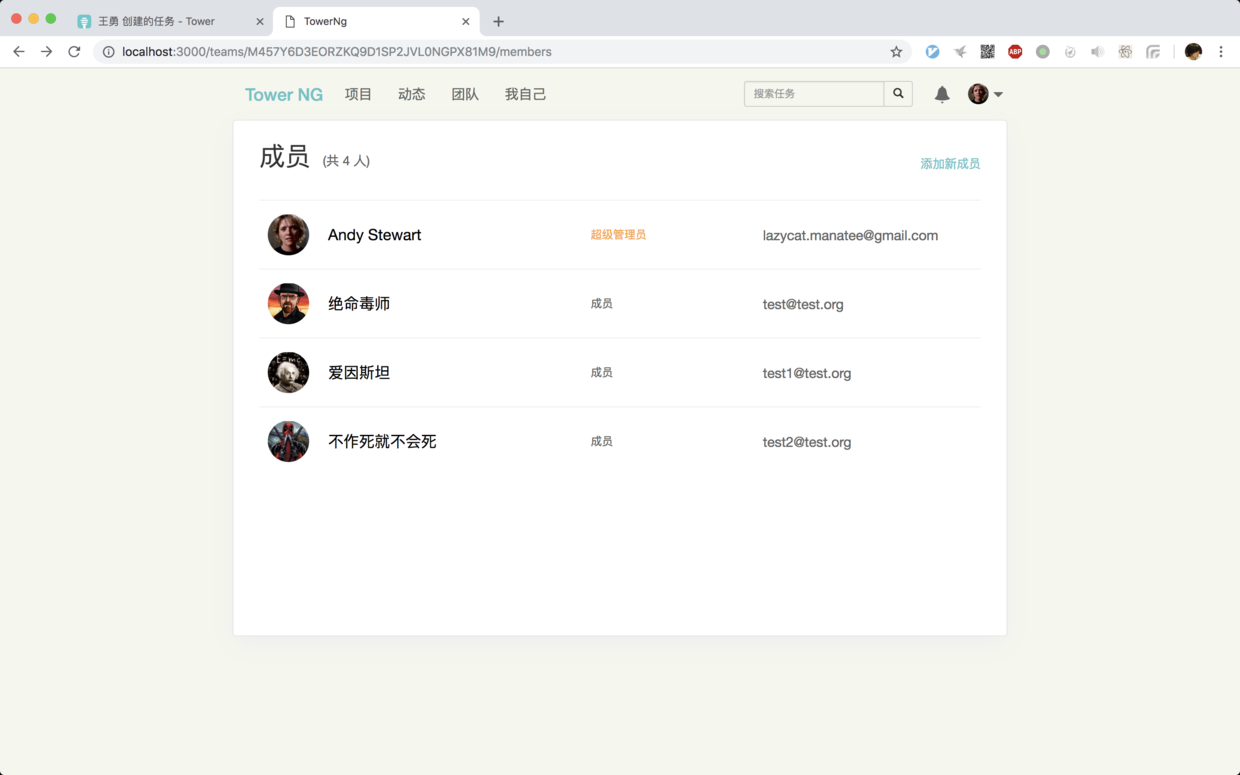 王勇 创建的任务 - Tower
TowerNg
localhost:3000/teams/M457Y6D3EORZKQ9D1SP2JVL0NGPX81M9/members
ABP
Tower NG 项目 动态 团队 我自己 搜索任务
成员 (共 4 人) 添加新成员
Andy Stewart 超级管理员 lazycat.manatee@gmail.com
绝命毒师 成员 test@test.org
E=mc
爱因斯坦 成员 test1@test.org
不作死就不会死 成员 test2@test.org